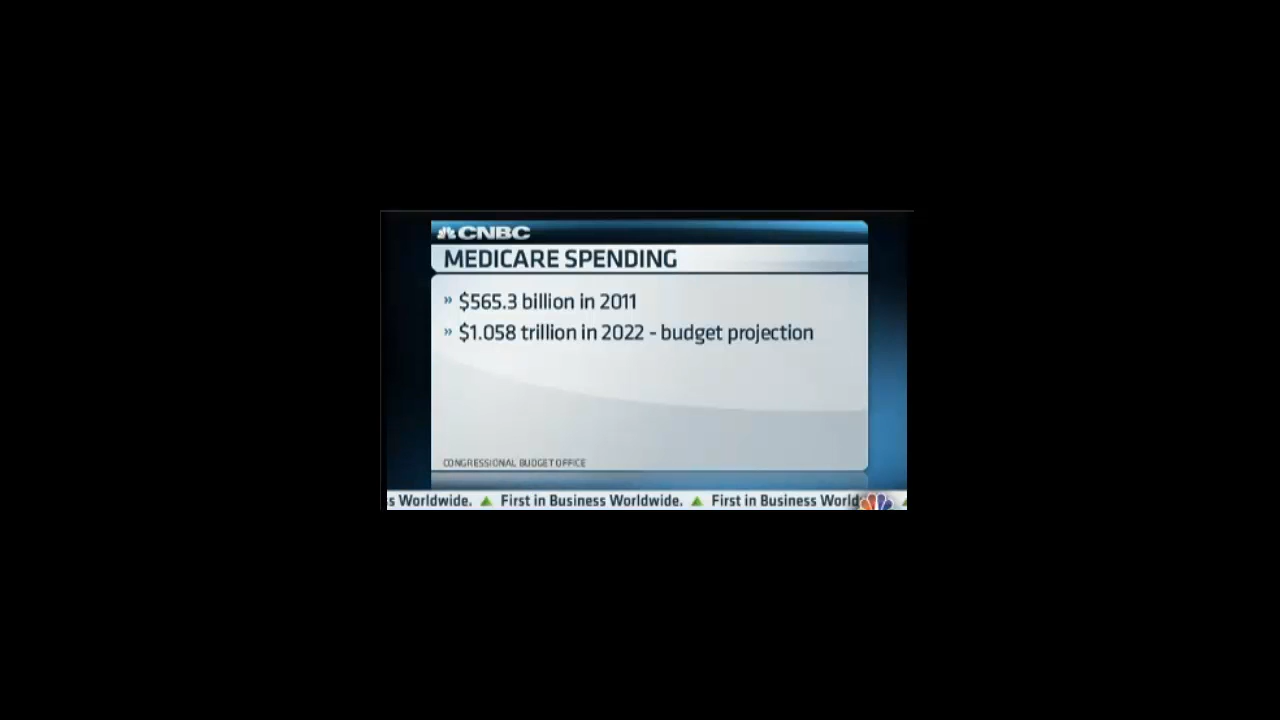 CNBC
MEDICARE SPENDING
» $565.3 billion in 2011
» $1.058 trillion in 2022 - budget projection
CONGRESSIONAL BUDGET OFFICE
s Worldwide. ▲ First in Business Worldwide. ▲ First in Business World